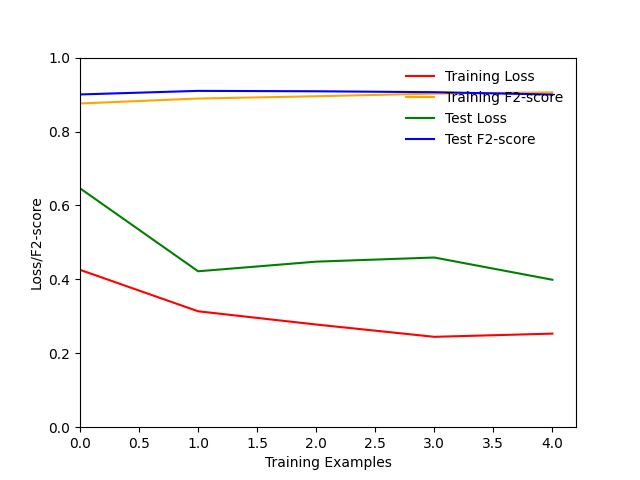 1.0
0.8
0.6
0.4
0.2
0.0
Loss/F2-score
Training Loss
Training F2-score
Test Loss
Test F2-score
0.0 0.5 1.0 1.5 2.0 2.5 3.0 3.5 4.0
Training Examples